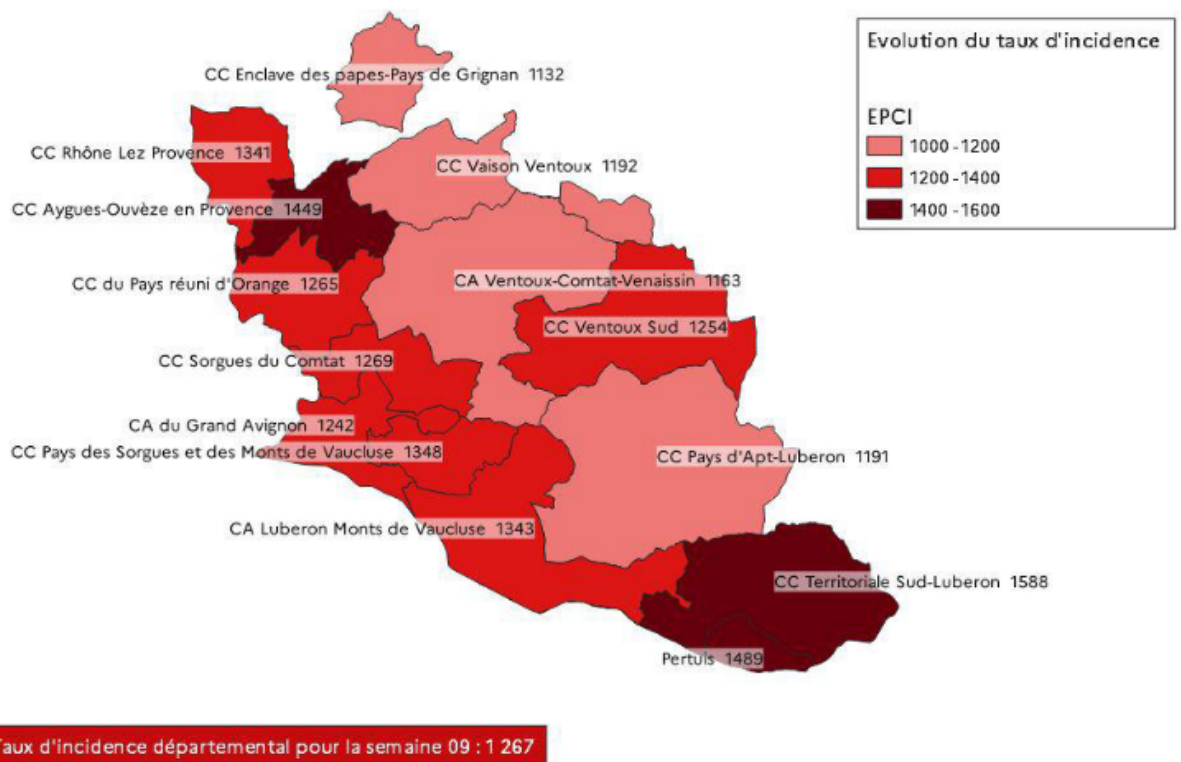 Evolution du taux d'incidence
EPCI
1000 - 1200
1200 - 1400
1400 - 1600
CC Enclave des papes-Pays de Grignan 1132
CC Rhône Lez Provence 1341
CC Vaison Ventoux 1192
CC Aygues-Ouvèze en Provence 1449
CC du Pays réuni d'Orange 1265
CA Ventoux-Comtat-Venaissin 1163
CC Ventoux Sud 1254
CC Sorgues du Comtat 1269
CA du Grand Avignon 1242
CC Pays des Sorgues et des Monts de Vaucluse 1348
CC Pays d'Apt-Luberon 1191
CA Luberon Monts de Vaucluse 1343
CC Territoriale Sud-Luberon 1588
Pertuis 1489
Taux d'incidence départemental pour la semaine 09 : 1 267